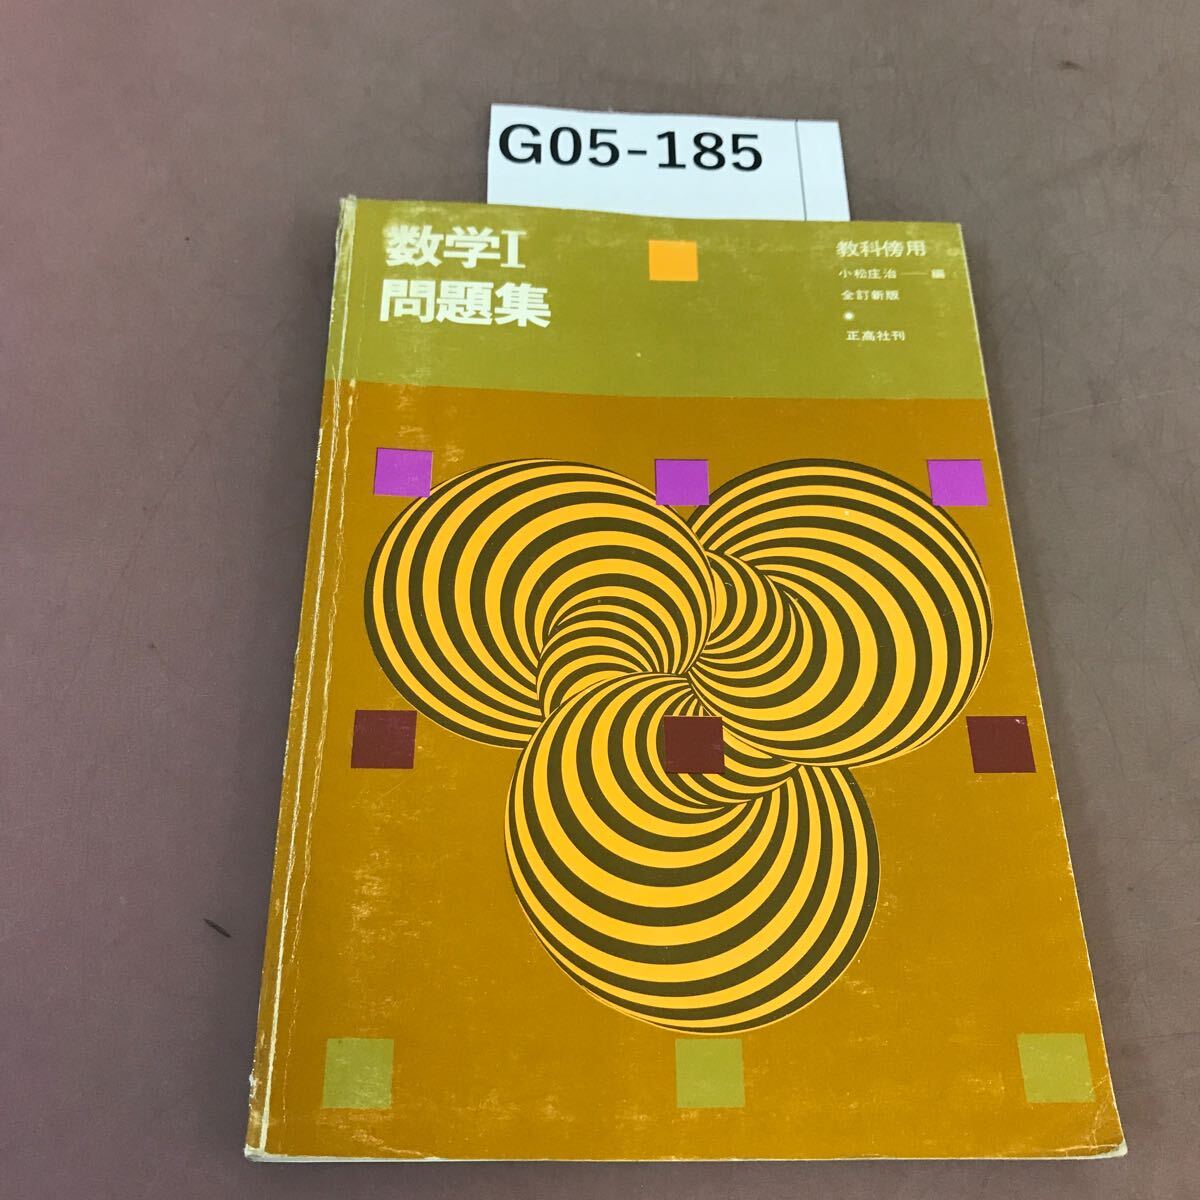 G05-185
数学I
問題集
教科傍用
小松庄治 — 編
全訂新版
正高社刊